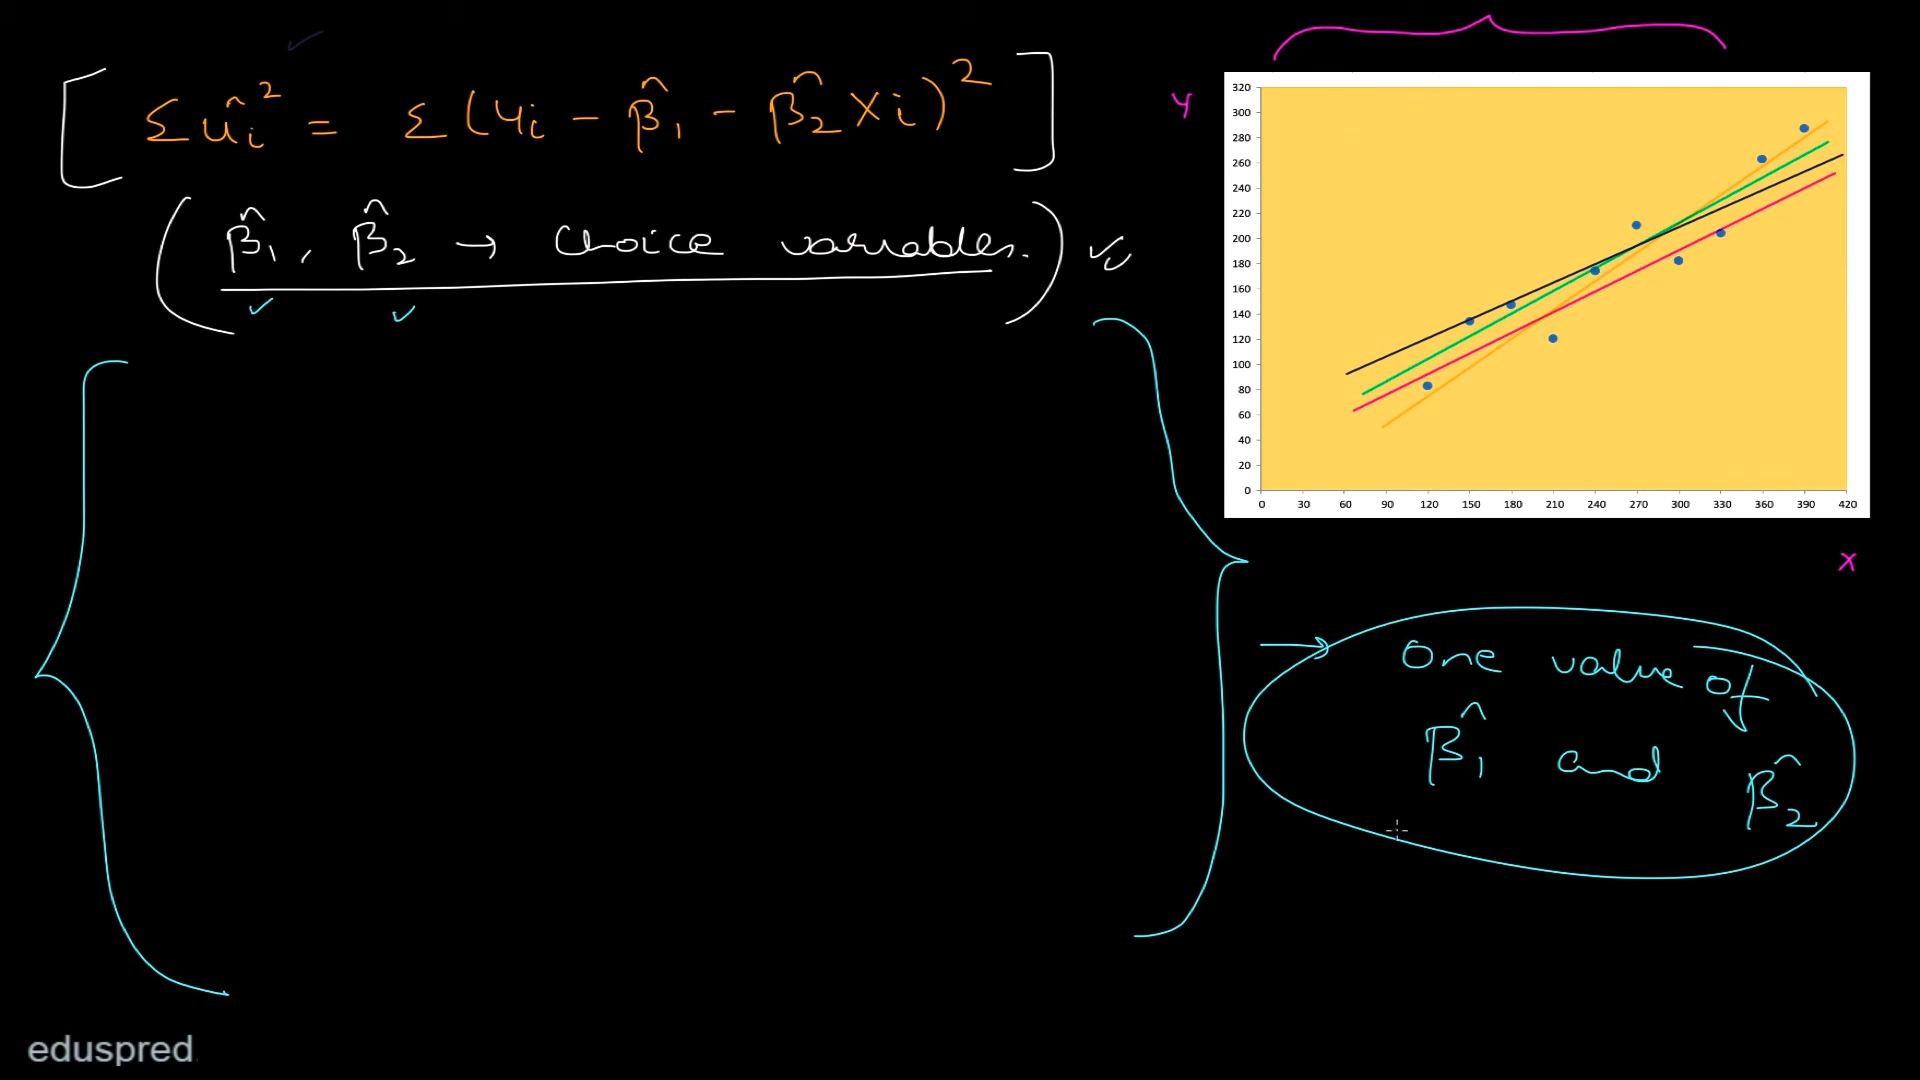 [ Σûᵢ² = Σ(Yᵢ - β̂₁ - β̂₂Xᵢ)² ]
(β̂₁, β̂₂ → Choice variables.)
Y
320
300
280
260
240
220
200
180
160
140
120
100
80
60
40
20
0
0 30 60 90 120 150 180 210 240 270 300 330 360 390 420
X
→ One value of
β̂₁ and β̂₂
eduspred.